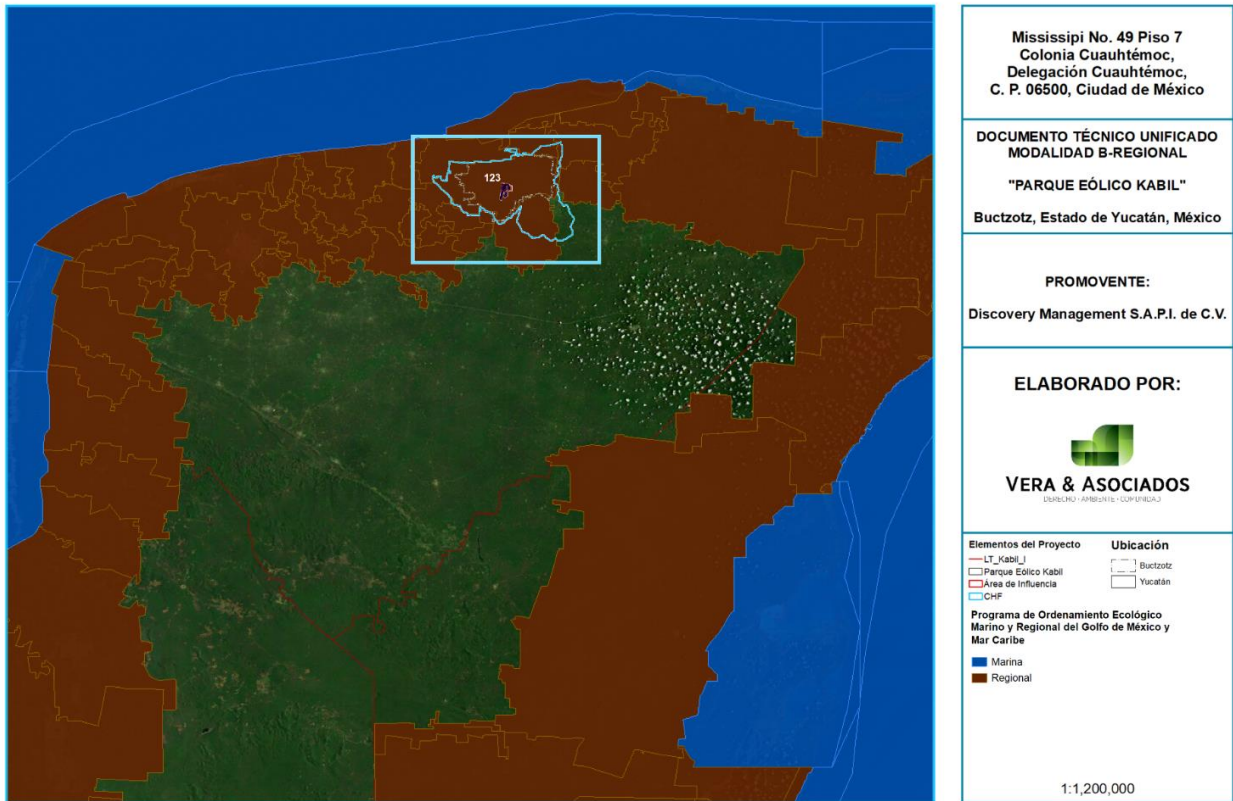 123
Mississipi No. 49 Piso 7
Colonia Cuauhtémoc,
Delegación Cuauhtémoc,
C. P. 06500, Ciudad de México
DOCUMENTO TÉCNICO UNIFICADO
MODALIDAD B-REGIONAL
"PARQUE EÓLICO KABIL"
Buctzotz, Estado de Yucatán, México
PROMOVENTE:
Discovery Management S.A.P.I. de C.V.
ELABORADO POR:
VERA & ASOCIADOS
DERECHO · AMBIENTE · COMUNIDAD
Elementos del Proyecto
LT_Kabil_I
Parque Eólico Kabil
Área de Influencia
CHF
Ubicación
Buctzotz
Yucatán
Programa de Ordenamiento Ecológico
Marino y Regional del Golfo de México y
Mar Caribe
Marina
Regional
1:1,200,000